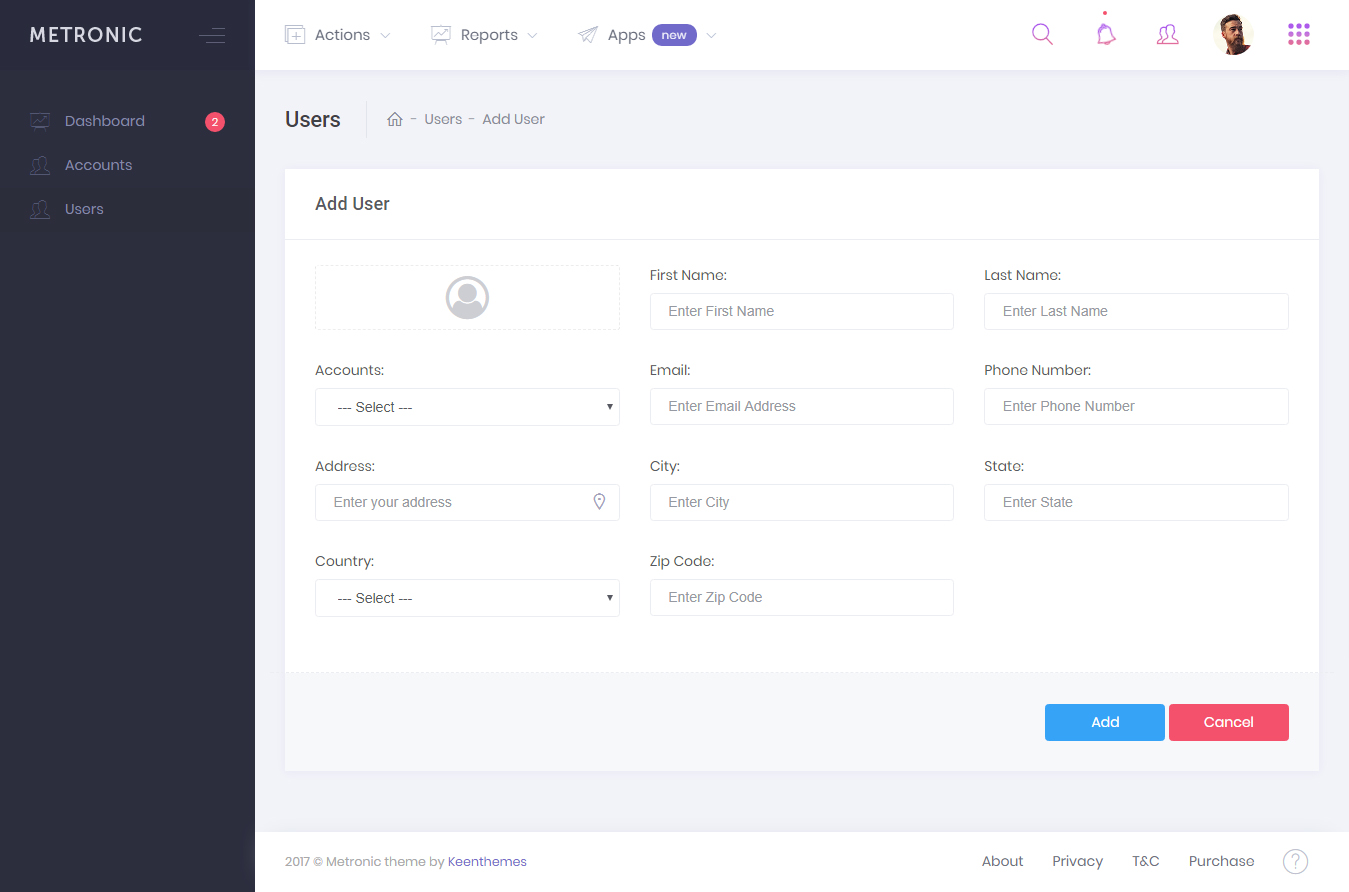 METRONIC
Actions Reports Apps new
Dashboard 2
Accounts
Users
Users - Users - Add User
Add User
First Name: Last Name:
Enter First Name Enter Last Name
Accounts: Email: Phone Number:
--- Select --- Enter Email Address Enter Phone Number
Address: City: State:
Enter your address Enter City Enter State
Country: Zip Code:
--- Select --- Enter Zip Code
Add Cancel
2017 © Metronic theme by Keenthemes About Privacy T&C Purchase ?